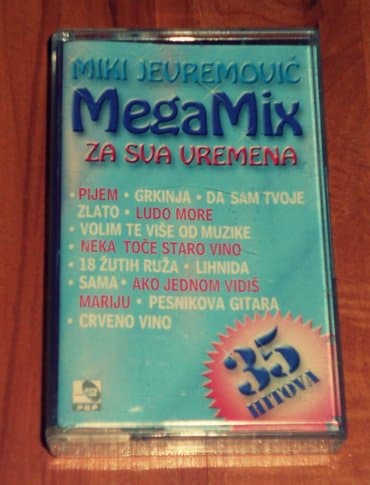 MIKI JEVREMOVIĆ
MegaMix
ZA SVA VREMENA
• PIJEM • GRKINJA • DA SAM TVOJE
ZLATO • LUDO MORE
• VOLIM TE VIŠE OD MUZIKE
• NEKA TOČE STARO VINO
• 18 ŽUTIH RUŽA • LIHNIDA
• SAMA • AKO JEDNOM VIDIŠ
MARIJU • PESNIKOVA GITARA
• CRVENO VINO
35
HITOVA
PGP